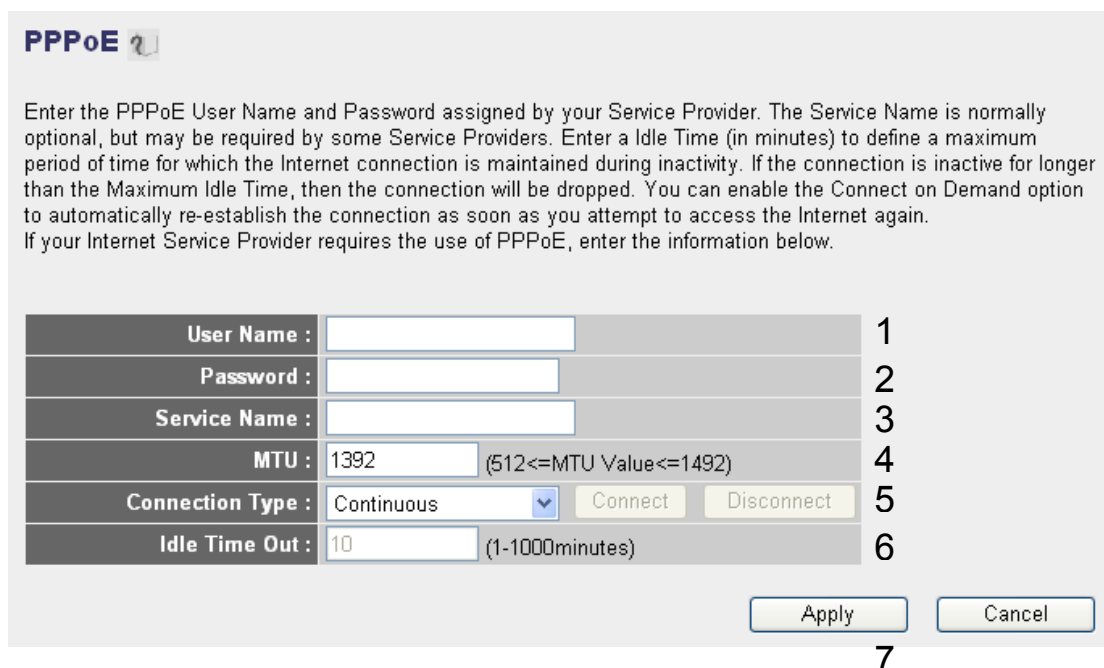 PPPoE
Enter the PPPoE User Name and Password assigned by your Service Provider. The Service Name is normally
optional, but may be required by some Service Providers. Enter a Idle Time (in minutes) to define a maximum
period of time for which the Internet connection is maintained during inactivity. If the connection is inactive for longer
than the Maximum Idle Time, then the connection will be dropped. You can enable the Connect on Demand option
to automatically re-establish the connection as soon as you attempt to access the Internet again.
If your Internet Service Provider requires the use of PPPoE, enter the information below.
User Name : 1
Password : 2
Service Name : 3
MTU : 1392 (512<=MTU Value<=1492) 4
Connection Type : Continuous Connect Disconnect 5
Idle Time Out : 10 (1-1000minutes) 6
Apply Cancel
7